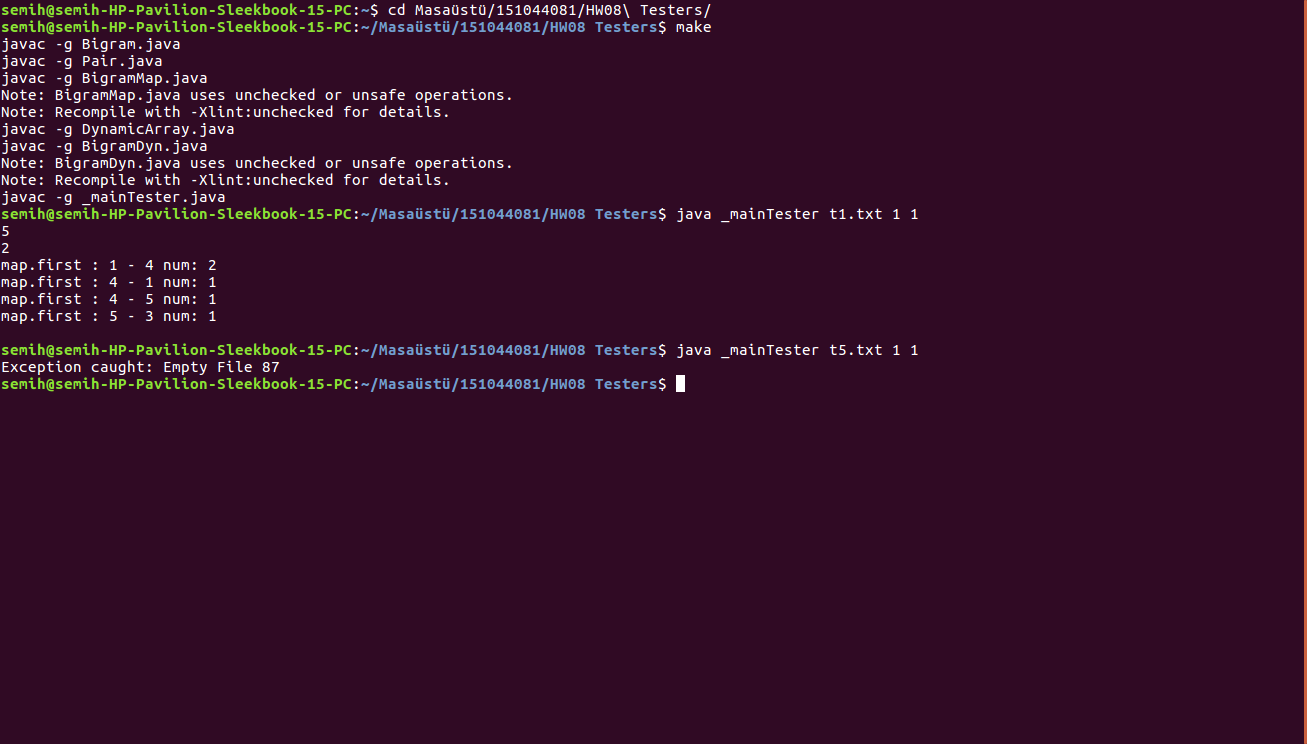 semih@semih-HP-Pavilion-Sleekbook-15-PC:~$ cd Masaüstü/151044081/HW08\ Testers/
semih@semih-HP-Pavilion-Sleekbook-15-PC:~/Masaüstü/151044081/HW08 Testers$ make
javac -g Bigram.java
javac -g Pair.java
javac -g BigramMap.java
Note: BigramMap.java uses unchecked or unsafe operations.
Note: Recompile with -Xlint:unchecked for details.
javac -g DynamicArray.java
javac -g BigramDyn.java
Note: BigramDyn.java uses unchecked or unsafe operations.
Note: Recompile with -Xlint:unchecked for details.
javac -g _mainTester.java
semih@semih-HP-Pavilion-Sleekbook-15-PC:~/Masaüstü/151044081/HW08 Testers$ java _mainTester t1.txt 1 1
5
2
map.first : 1 - 4 num: 2
map.first : 4 - 1 num: 1
map.first : 4 - 5 num: 1
map.first : 5 - 3 num: 1
semih@semih-HP-Pavilion-Sleekbook-15-PC:~/Masaüstü/151044081/HW08 Testers$ java _mainTester t5.txt 1 1
Exception caught: Empty File 87
semih@semih-HP-Pavilion-Sleekbook-15-PC:~/Masaüstü/151044081/HW08 Testers$